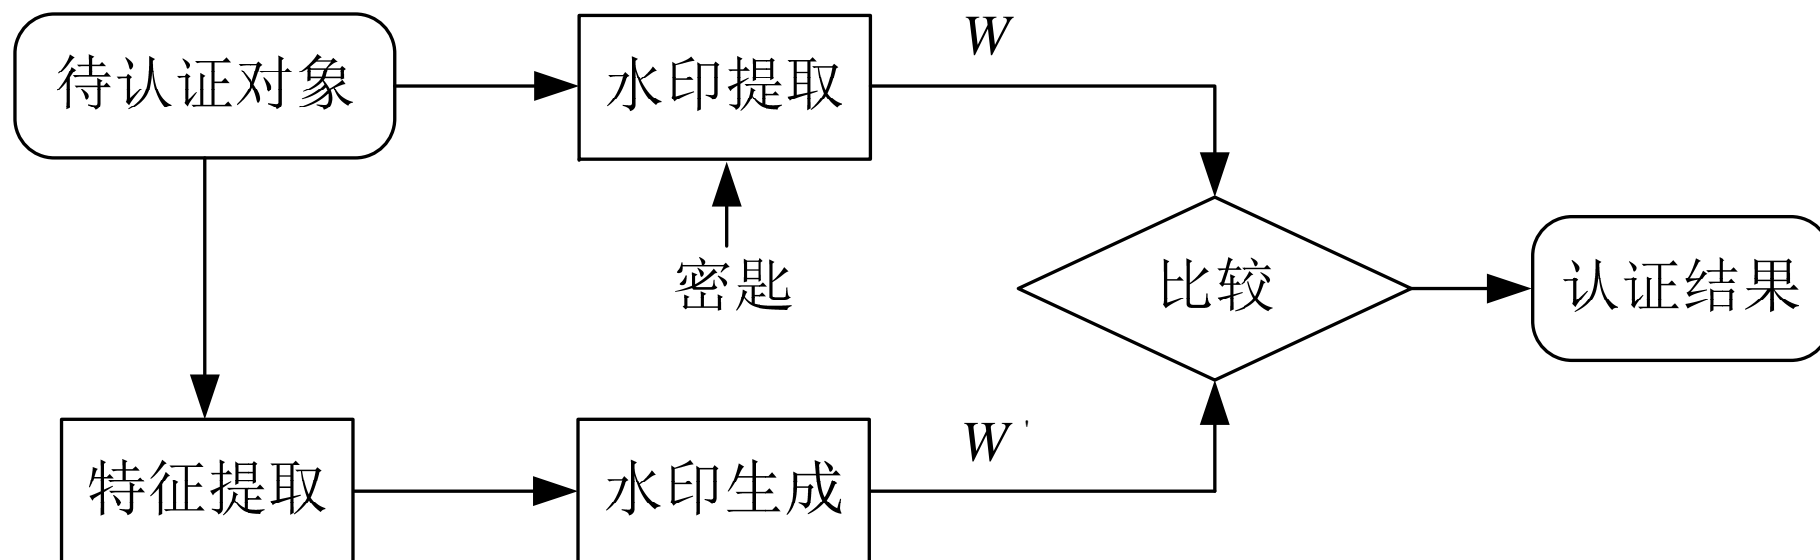 待认证对象
水印提取
W
密匙
比较
认证结果
特征提取
水印生成
W'